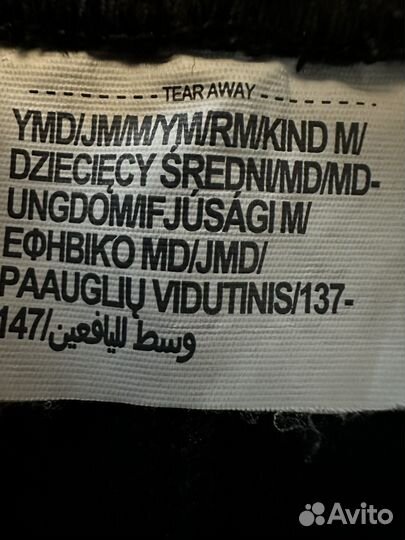 TEAR AWAY
YMD/JM/M/YM/RM/KIND M/
DZIECIĘCY ŚREDNI/MD/MD-
UNGDOM/IFJÚSÁGI M/
ΕΦΗΒΙΚΟ MD/JMD/
PAAUGLIŲ VIDUTINIS/137-
147/وسط لليافعين
Avito